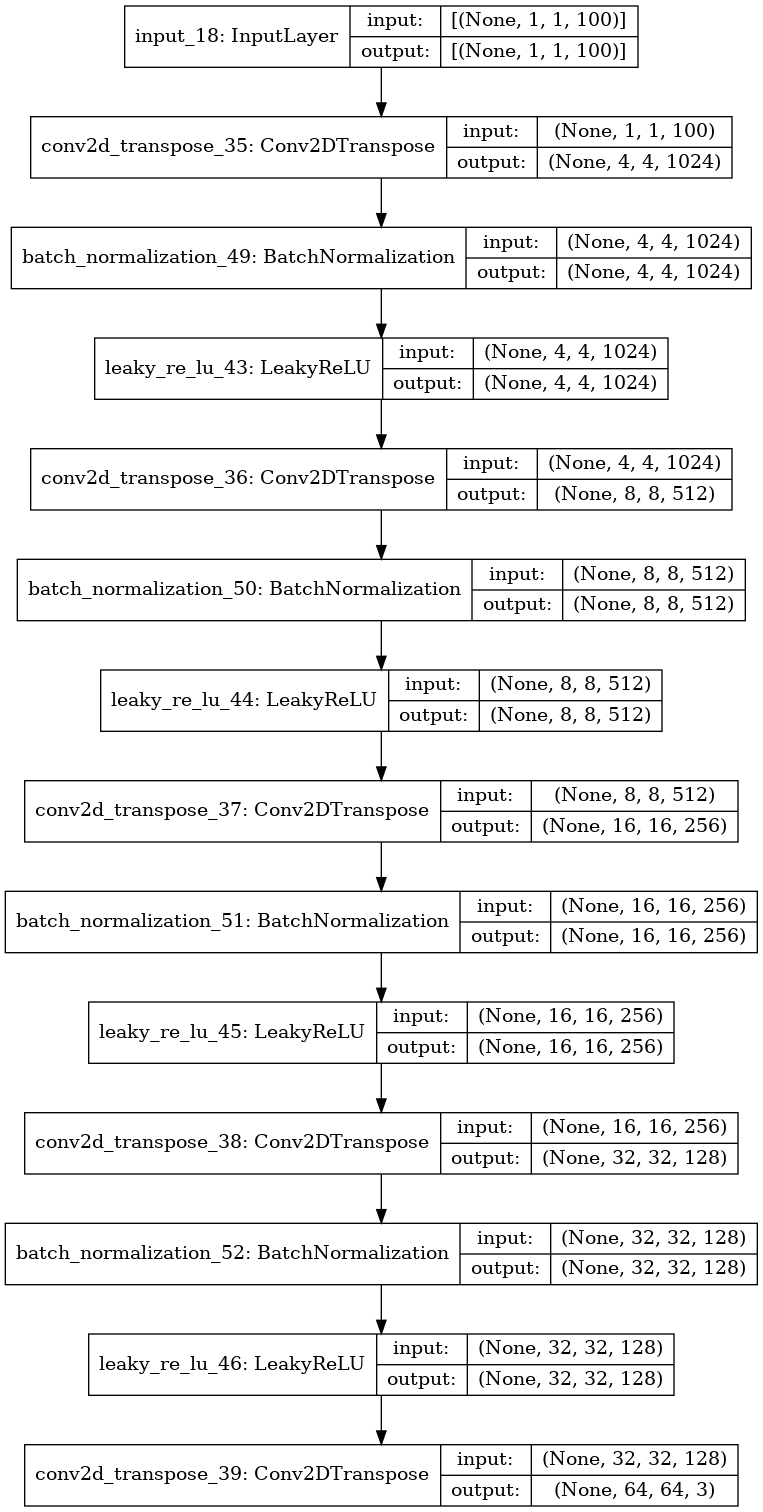 input_18: InputLayer
input: [(None, 1, 1, 100)]
output: [(None, 1, 1, 100)]
conv2d_transpose_35: Conv2DTranspose
input: (None, 1, 1, 100)
output: (None, 4, 4, 1024)
batch_normalization_49: BatchNormalization
input: (None, 4, 4, 1024)
output: (None, 4, 4, 1024)
leaky_re_lu_43: LeakyReLU
input: (None, 4, 4, 1024)
output: (None, 4, 4, 1024)
conv2d_transpose_36: Conv2DTranspose
input: (None, 4, 4, 1024)
output: (None, 8, 8, 512)
batch_normalization_50: BatchNormalization
input: (None, 8, 8, 512)
output: (None, 8, 8, 512)
leaky_re_lu_44: LeakyReLU
input: (None, 8, 8, 512)
output: (None, 8, 8, 512)
conv2d_transpose_37: Conv2DTranspose
input: (None, 8, 8, 512)
output: (None, 16, 16, 256)
batch_normalization_51: BatchNormalization
input: (None, 16, 16, 256)
output: (None, 16, 16, 256)
leaky_re_lu_45: LeakyReLU
input: (None, 16, 16, 256)
output: (None, 16, 16, 256)
conv2d_transpose_38: Conv2DTranspose
input: (None, 16, 16, 256)
output: (None, 32, 32, 128)
batch_normalization_52: BatchNormalization
input: (None, 32, 32, 128)
output: (None, 32, 32, 128)
leaky_re_lu_46: LeakyReLU
input: (None, 32, 32, 128)
output: (None, 32, 32, 128)
conv2d_transpose_39: Conv2DTranspose
input: (None, 32, 32, 128)
output: (None, 64, 64, 3)